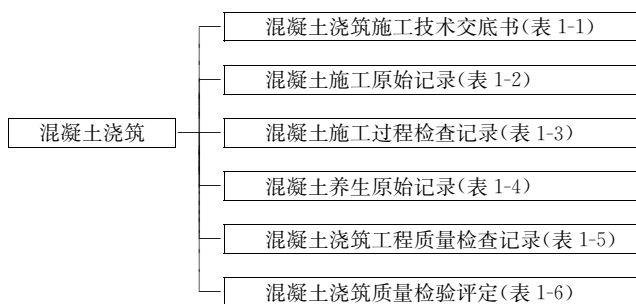 混凝土浇筑施工技术交底书(表 1-1)
混凝土施工原始记录(表 1-2)
混凝土浇筑
混凝土施工过程检查记录(表 1-3)
混凝土养生原始记录(表 1-4)
混凝土浇筑工程质量检查记录(表 1-5)
混凝土浇筑质量检验评定(表 1-6)